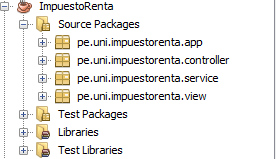 ImpuestoRenta
Source Packages
pe.uni.impuestorenta.app
pe.uni.impuestorenta.controller
pe.uni.impuestorenta.service
pe.uni.impuestorenta.view
Test Packages
Libraries
Test Libraries